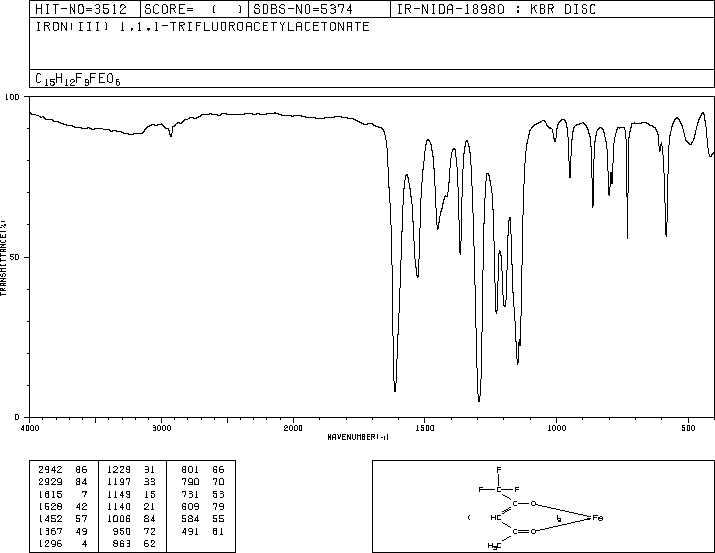 HIT-NO=3512 SCORE= ( ) SDBS-NO=5374 IR-NIDA-18980 : KBR DISC
IRON(III) 1,1,1-TRIFLUOROACETYLACETONATE
C15H12F9FEO6
100
50
0
TRANSMITTANCE(%)
4000 3000 2000 1500 1000 500
WAVENUMBER(-1)
2942 86 1229 31 801 66
2929 84 1197 33 790 70
1615 7 1149 15 731 53
1528 42 1140 21 609 79
1452 57 1006 84 584 55
1367 49 950 72 491 81
1296 4 863 62
F
F C F
C O
( HC )3 Fe
C O
H3C